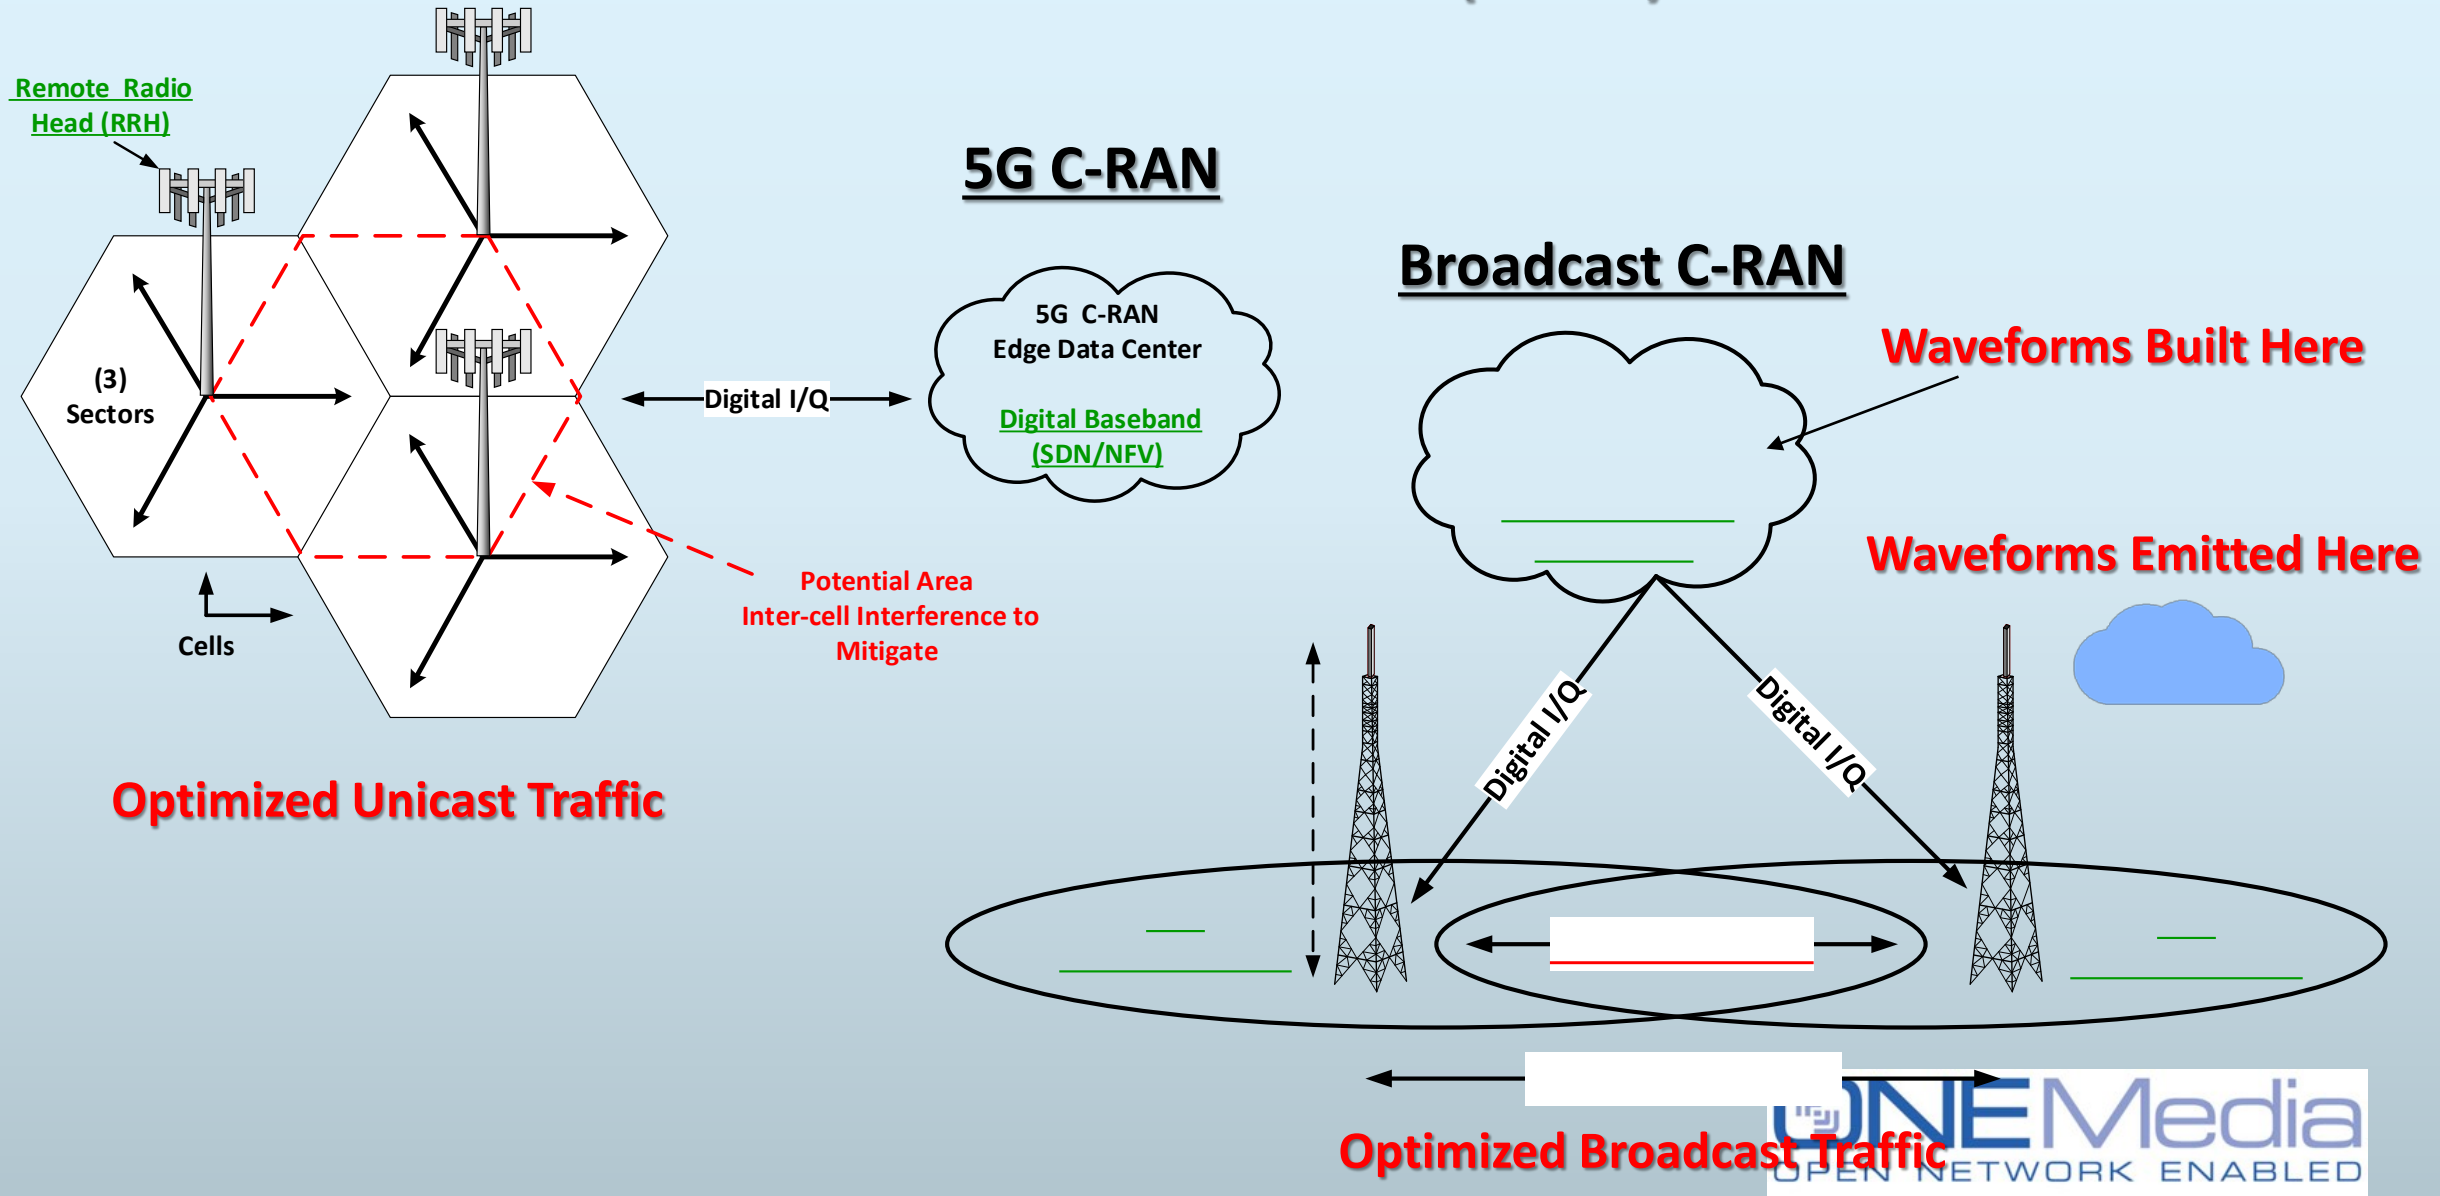 Remote Radio
Head (RRH)
(3)
Sectors
Cells
Optimized Unicast Traffic
5G C-RAN
5G C-RAN
Edge Data Center
Digital Baseband
(SDN/NFV)
Digital I/Q
Potential Area
Inter-cell Interference to
Mitigate
Broadcast C-RAN
Waveforms Built Here
Waveforms Emitted Here
Digital I/Q
Digital I/Q
Optimized Broadcast Traffic
ONEMedia
OPEN NETWORK ENABLED